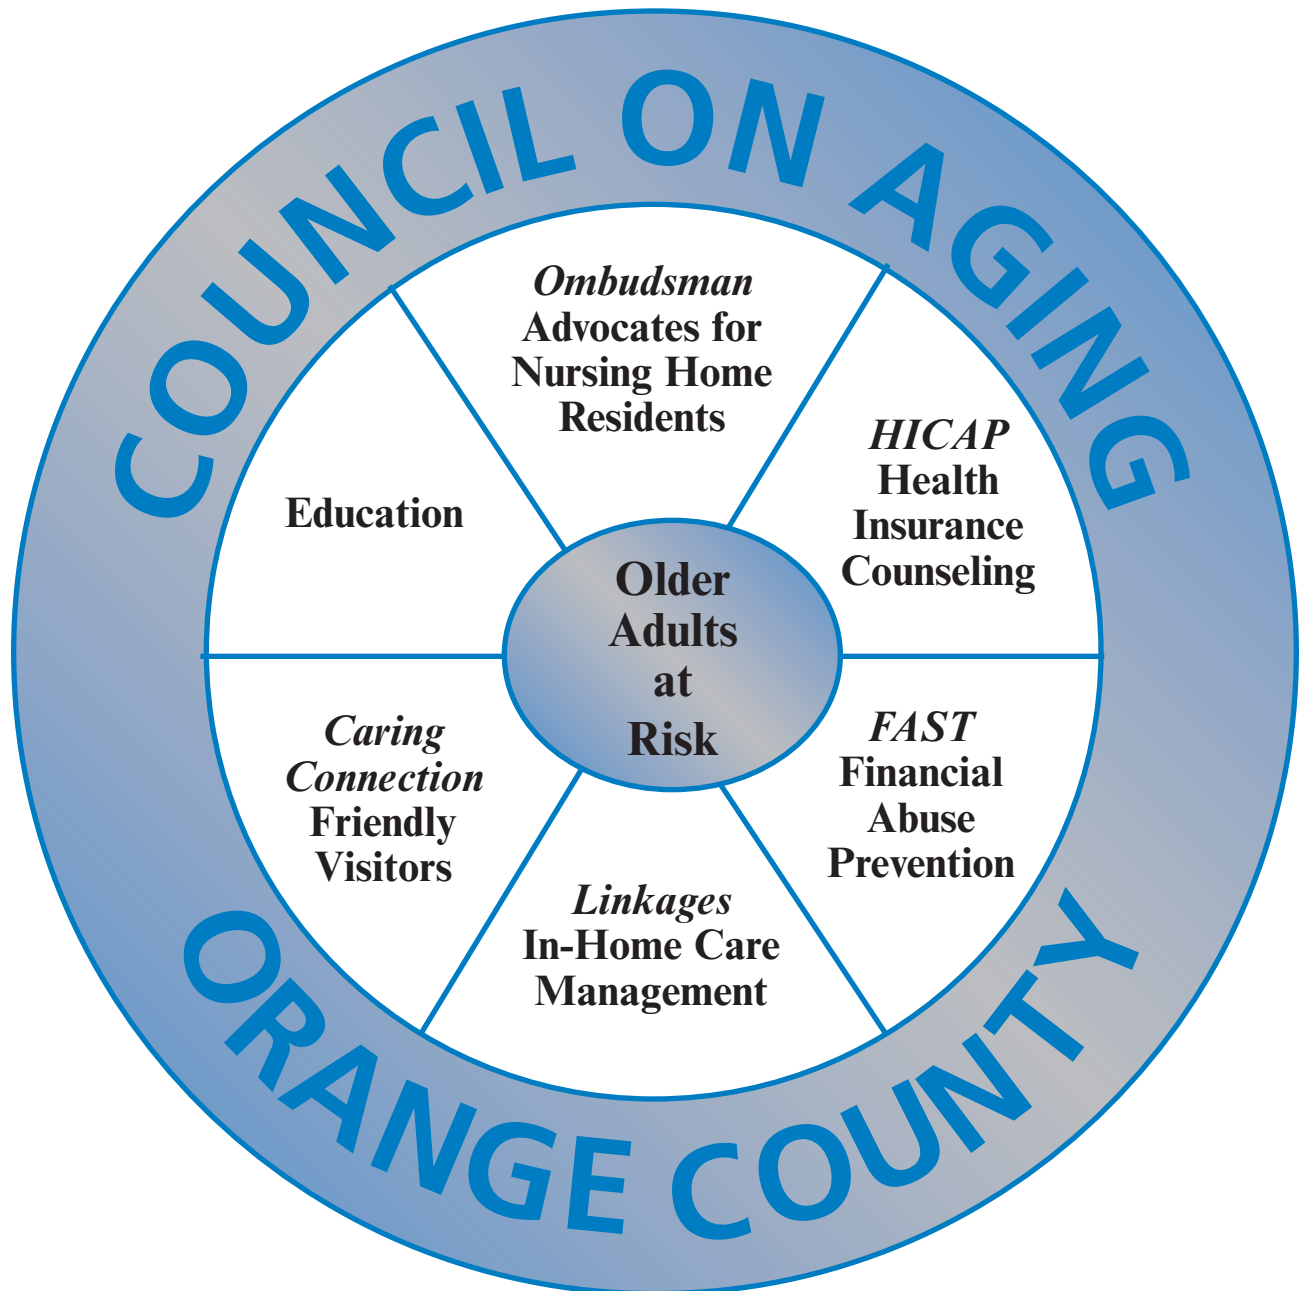 COUNCIL ON AGING
Ombudsman
Advocates for
Nursing Home
Residents
HICAP
Health
Insurance
Counseling
Education
Older
Adults
at
Risk
Caring
Connection
Friendly
Visitors
FAST
Financial
Abuse
Prevention
Linkages
In-Home Care
Management
ORANGE COUNTY